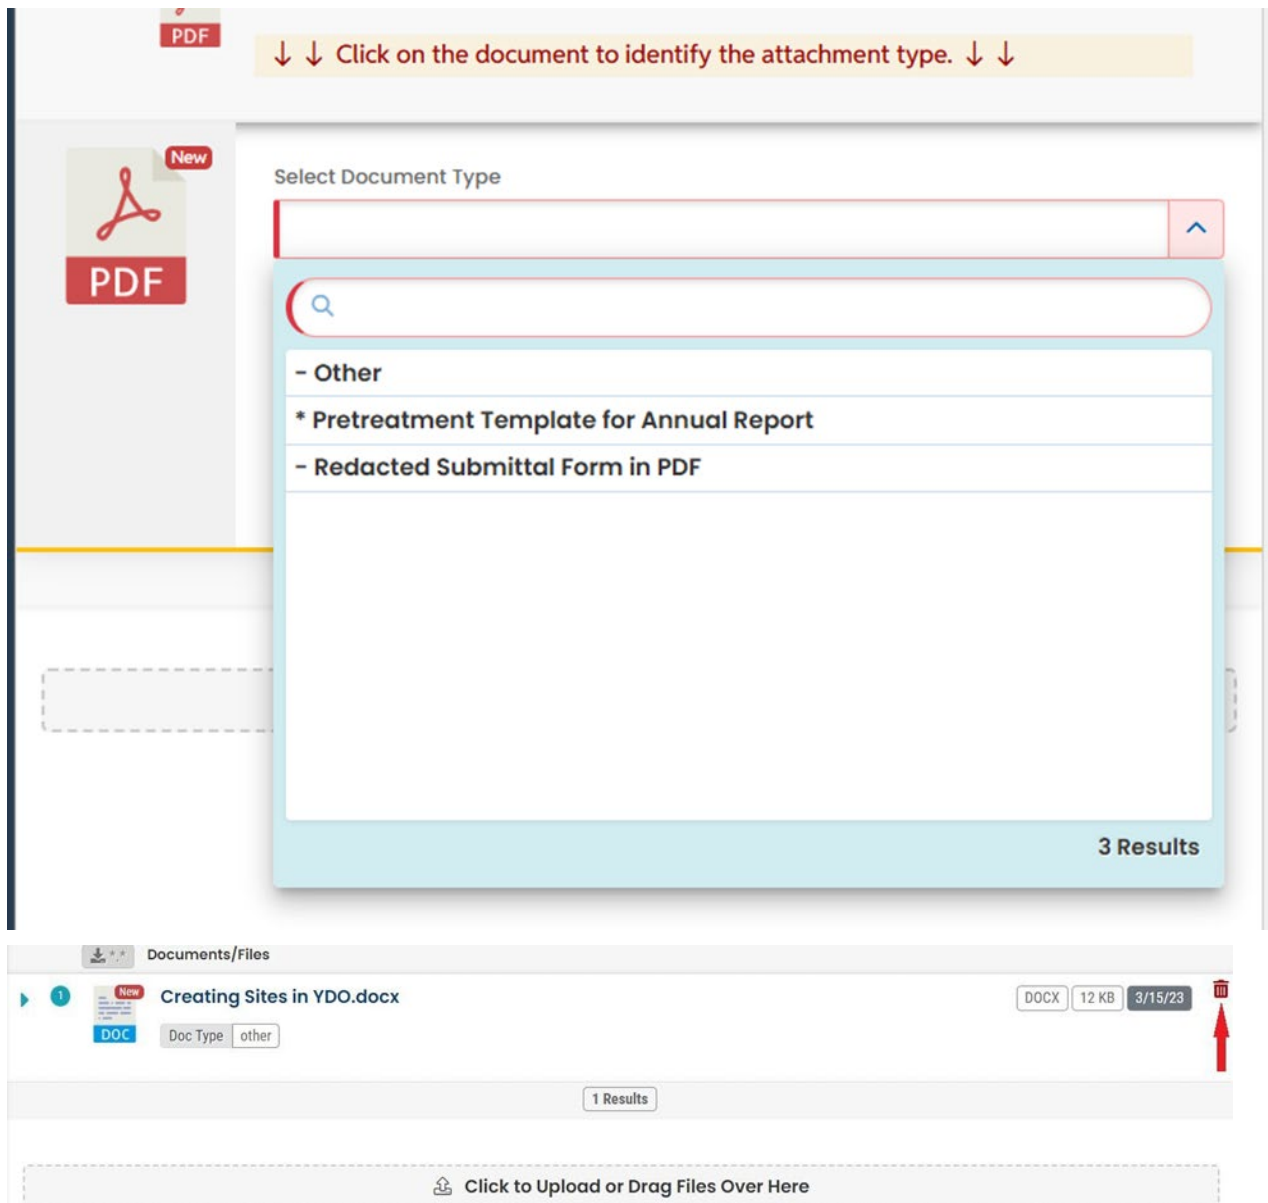 PDF
↓ ↓ Click on the document to identify the attachment type. ↓ ↓
New
PDF
Select Document Type
- Other
* Pretreatment Template for Annual Report
- Redacted Submittal Form in PDF
3 Results
*.* Documents/Files
1 New Creating Sites in YDO.docx DOCX 12 KB 3/15/23
DOC Doc Type other
1 Results
Click to Upload or Drag Files Over Here